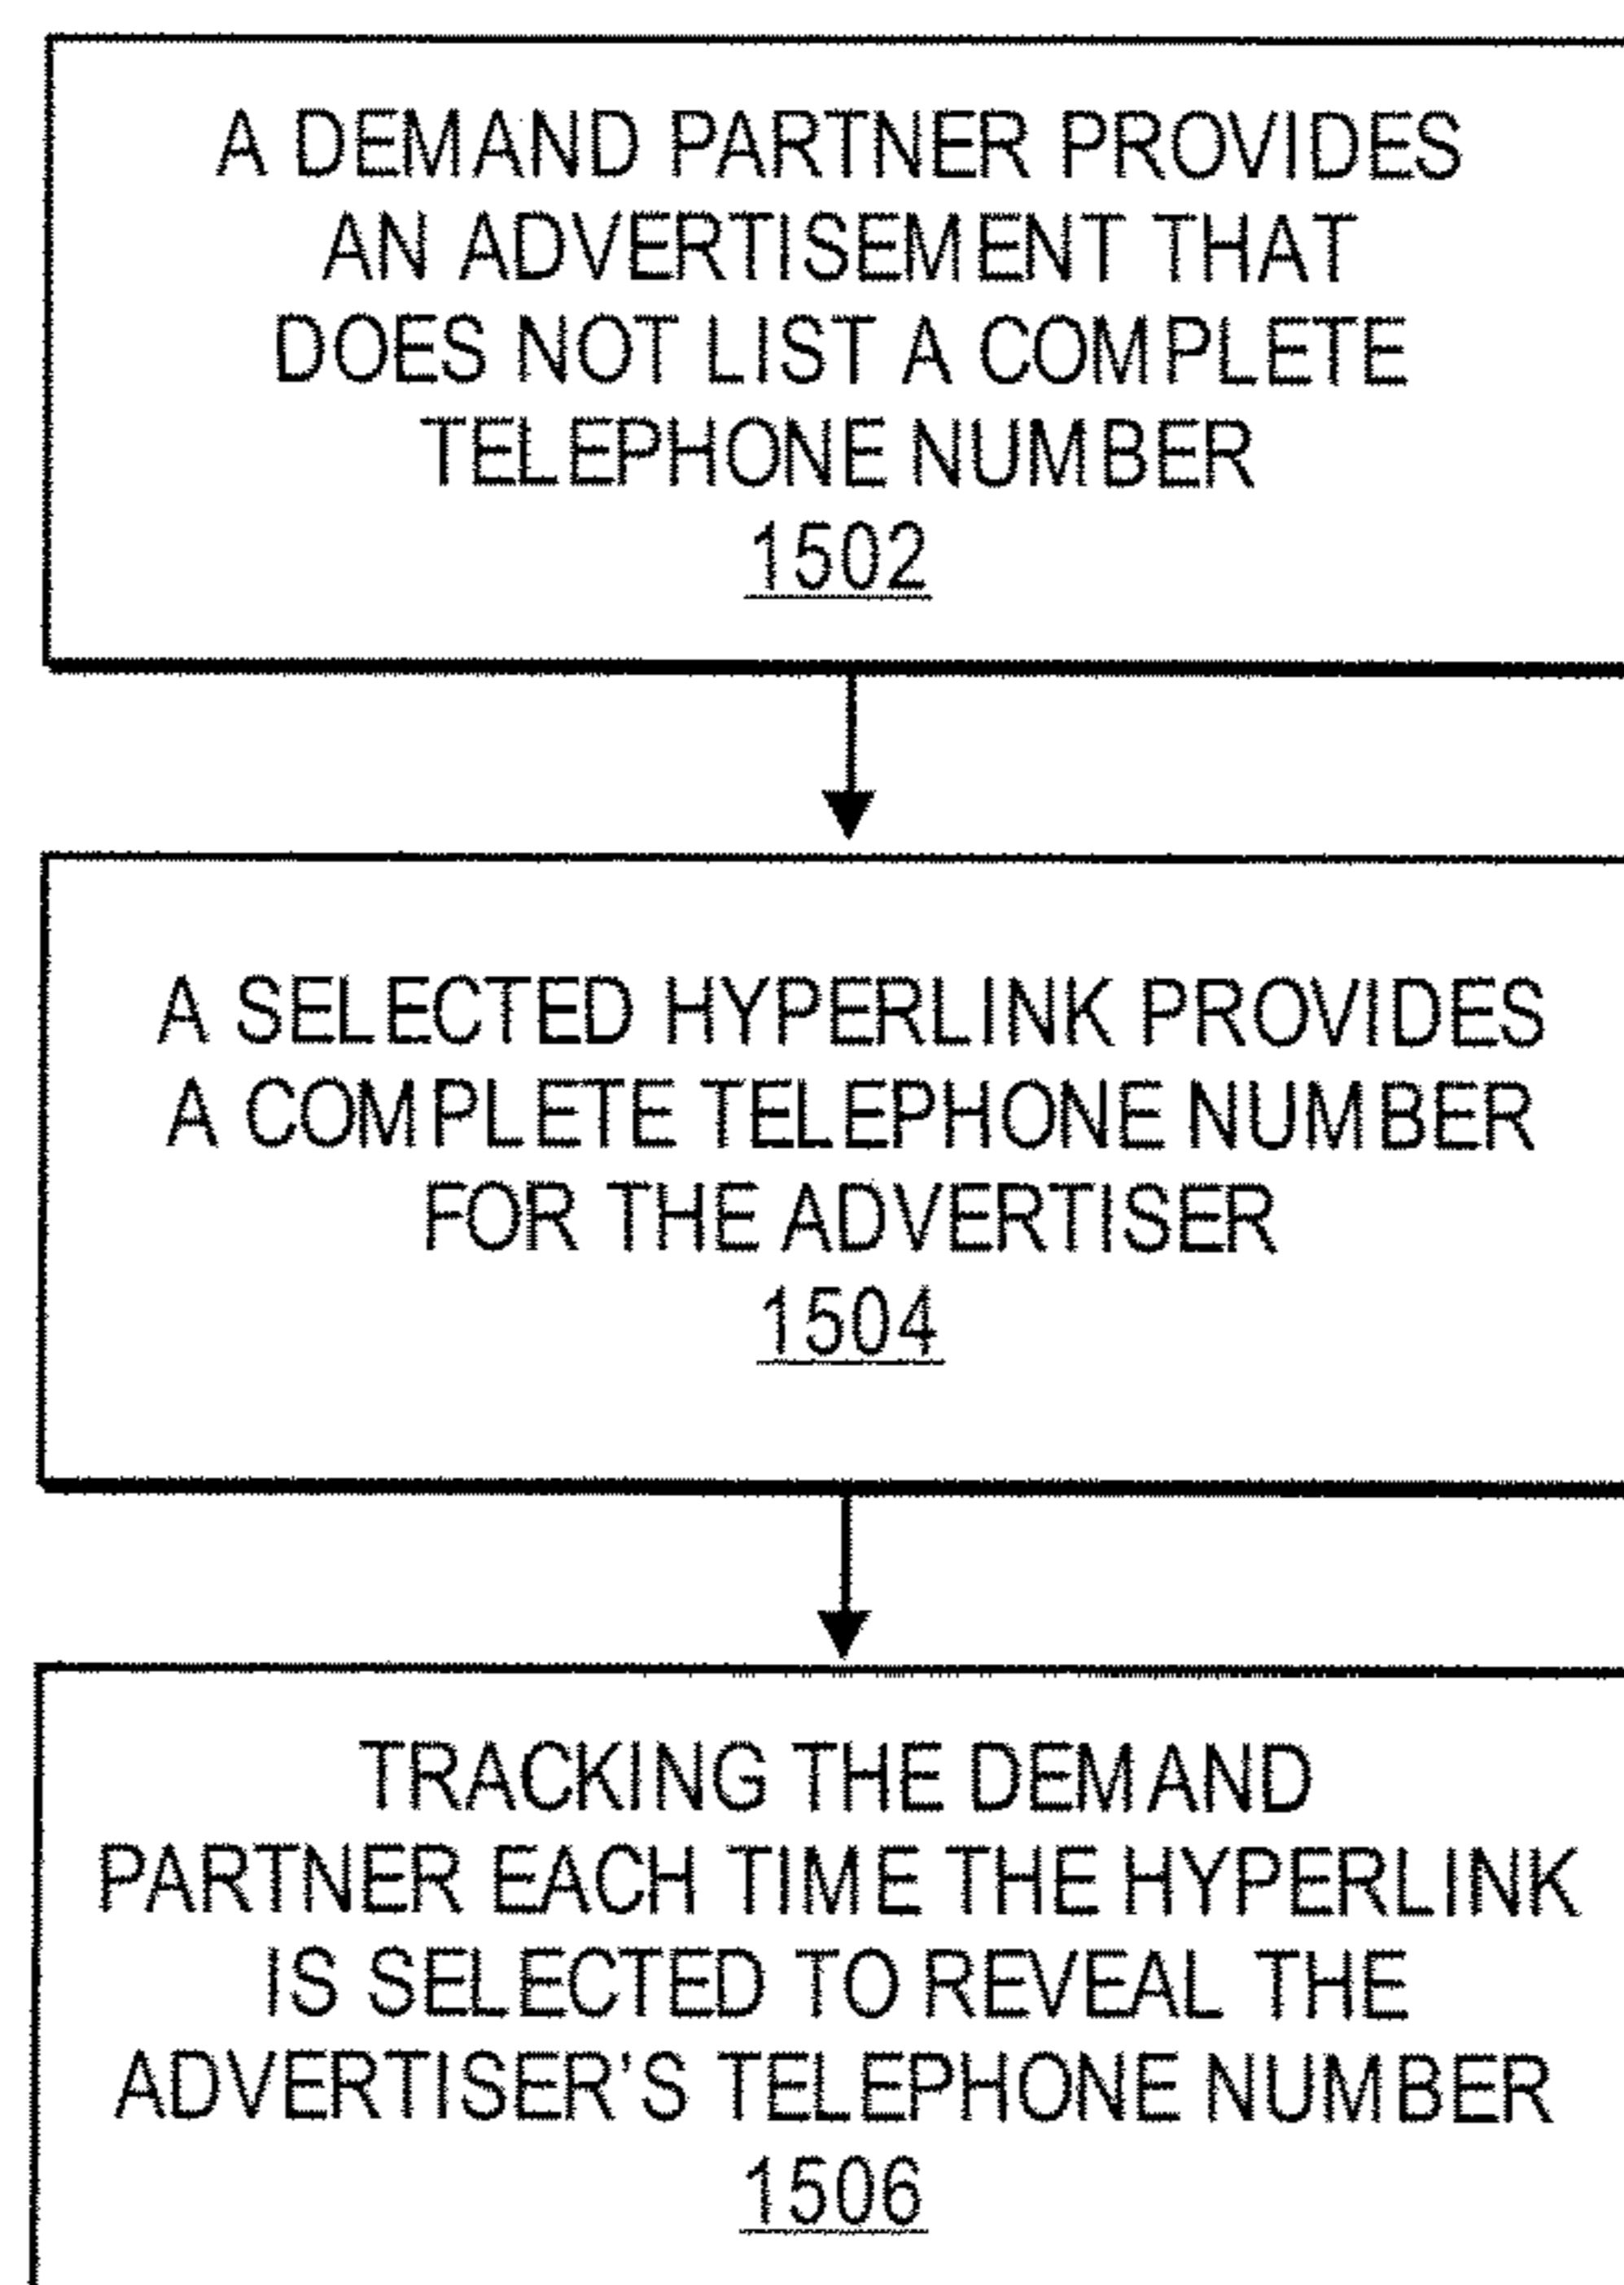 A DEMAND PARTNER PROVIDES
AN ADVERTISEMENT THAT
DOES NOT LIST A COMPLETE
TELEPHONE NUMBER
1502
A SELECTED HYPERLINK PROVIDES
A COMPLETE TELEPHONE NUMBER
FOR THE ADVERTISER
1504
TRACKING THE DEMAND
PARTNER EACH TIME THE HYPERLINK
IS SELECTED TO REVEAL THE
ADVERTISER'S TELEPHONE NUMBER
1506